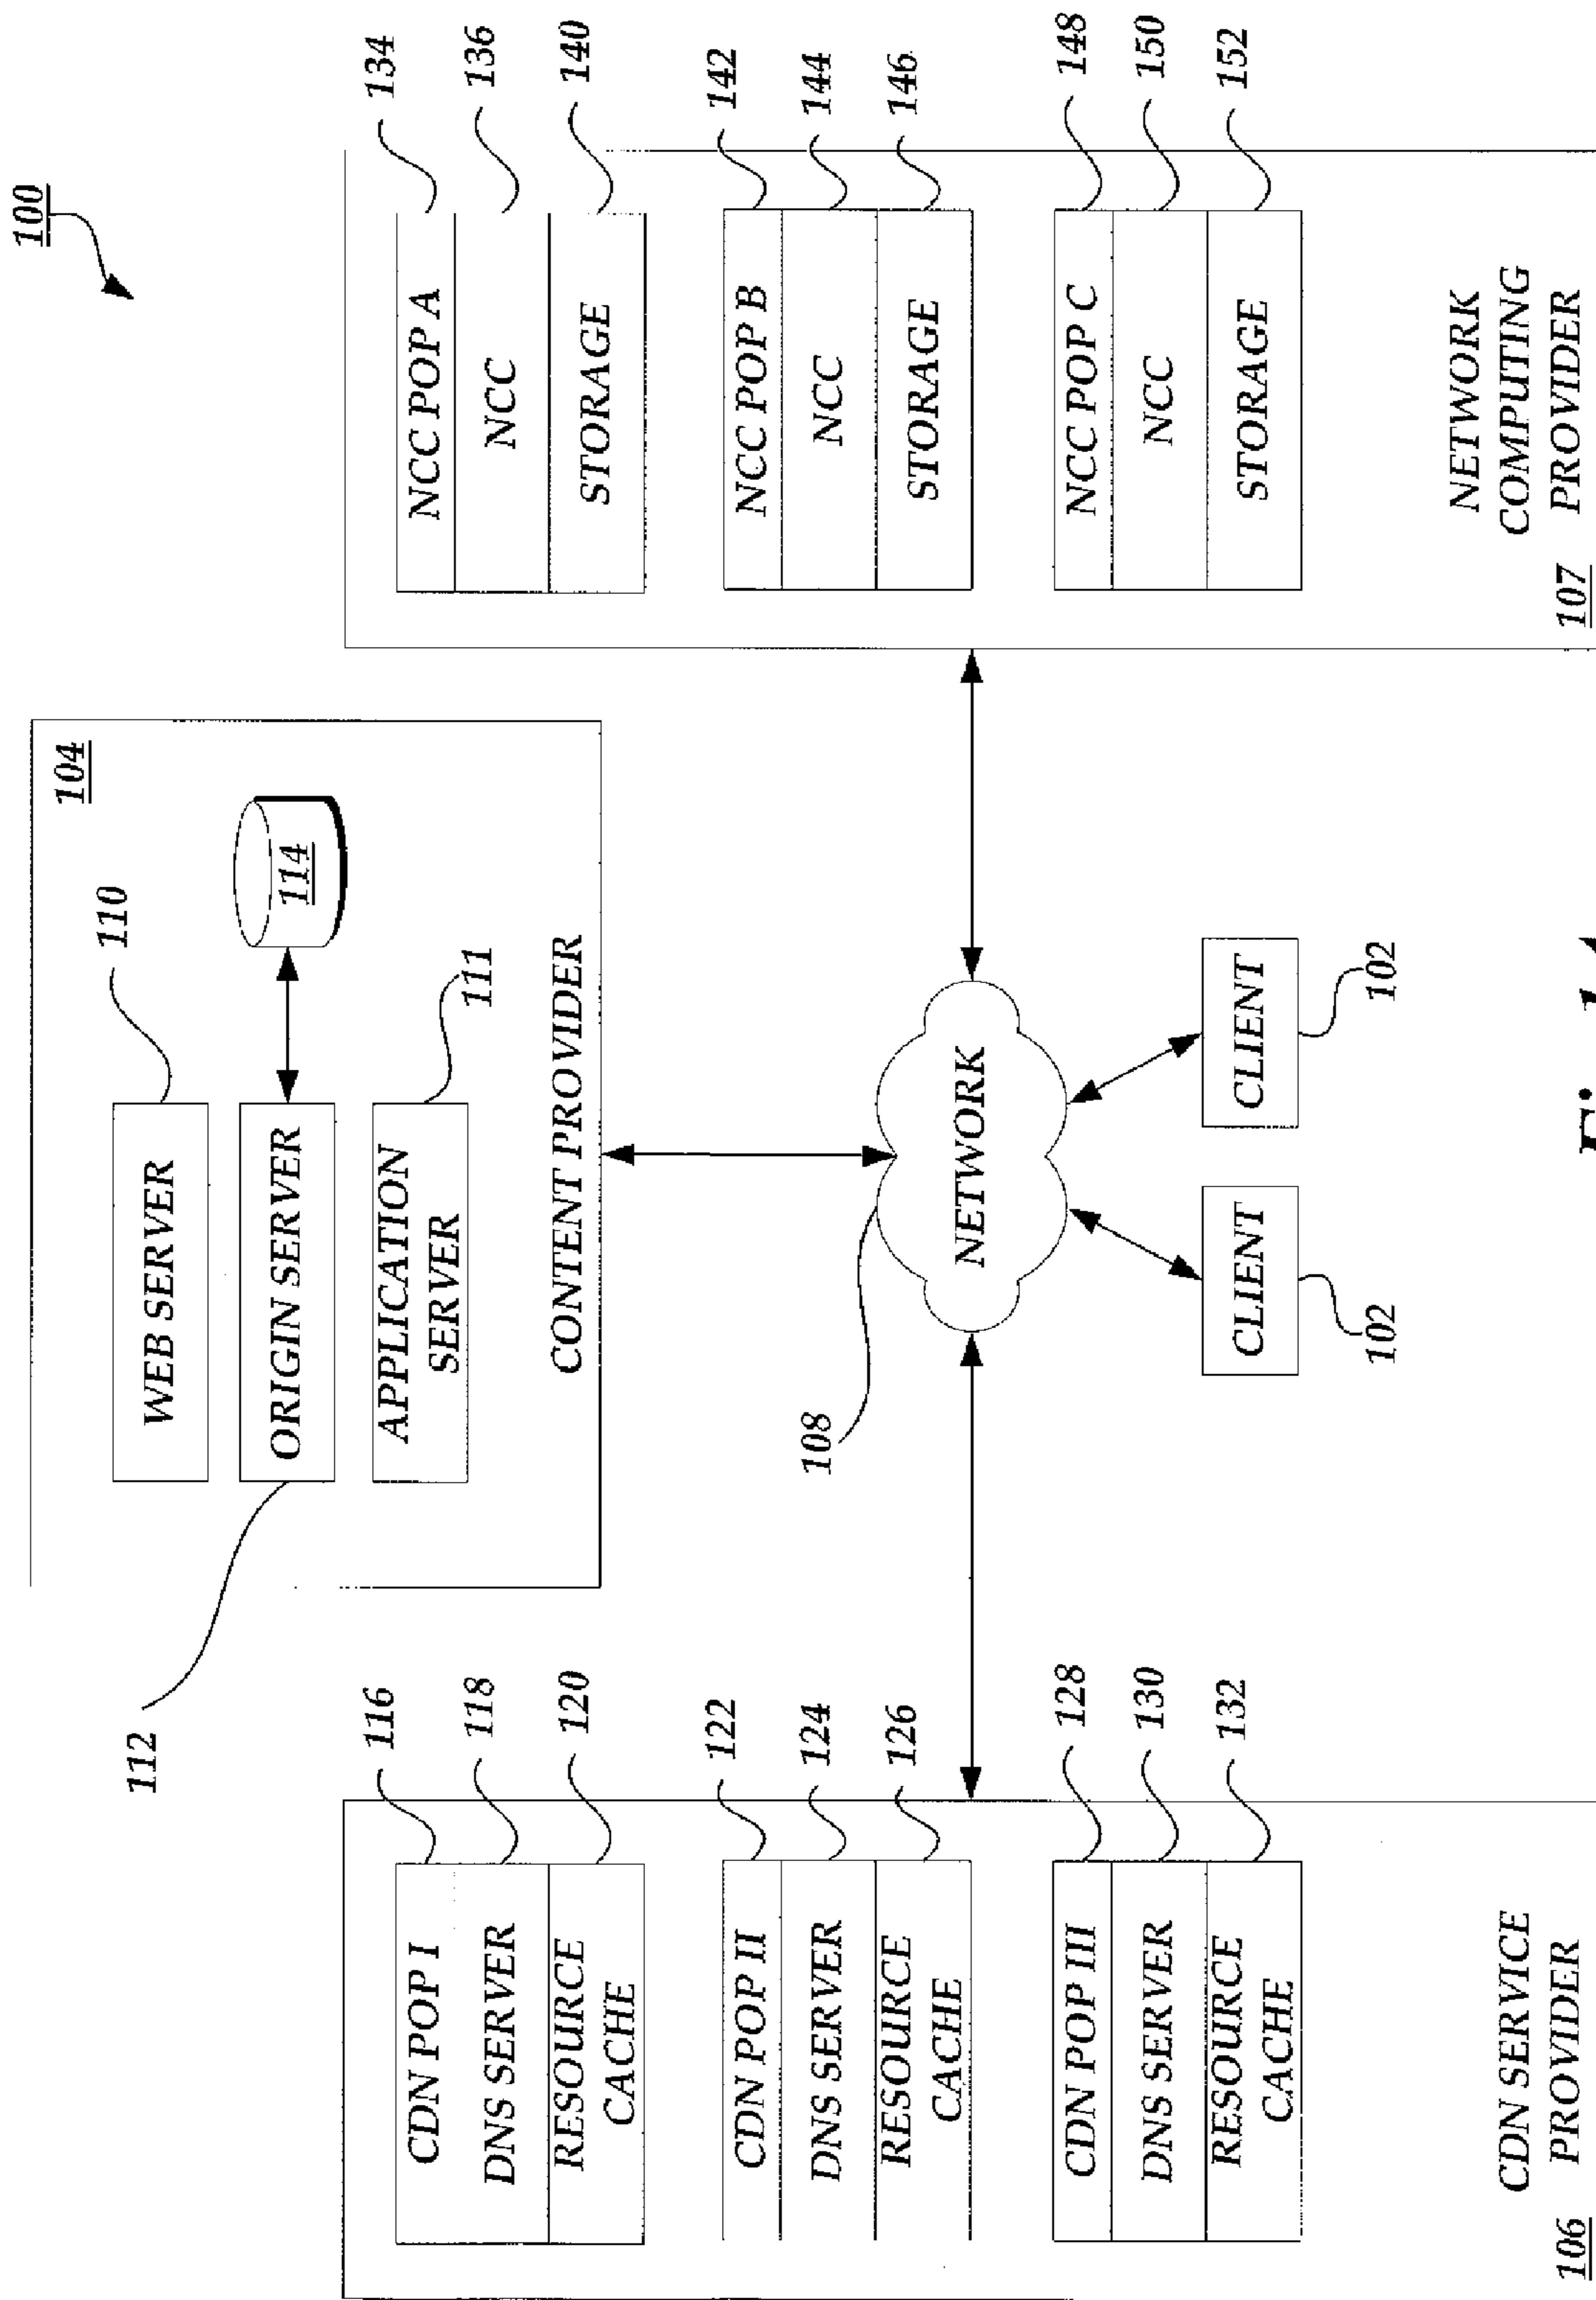 100
104
WEB SERVER
110
ORIGIN SERVER
114
112
APPLICATION
SERVER
111
CONTENT PROVIDER
CDN POP I
116
DNS SERVER
118
RESOURCE
CACHE
120
CDN POP II
122
DNS SERVER
124
RESOURCE
CACHE
126
CDN POP III
128
DNS SERVER
130
RESOURCE
CACHE
132
CDN SERVICE
PROVIDER
106
108
NETWORK
CLIENT
102
CLIENT
102
NCC POP A
134
NCC
136
STORAGE
140
NCC POP B
142
NCC
144
STORAGE
146
NCC POP C
148
NCC
150
STORAGE
152
NETWORK
COMPUTING
PROVIDER
107